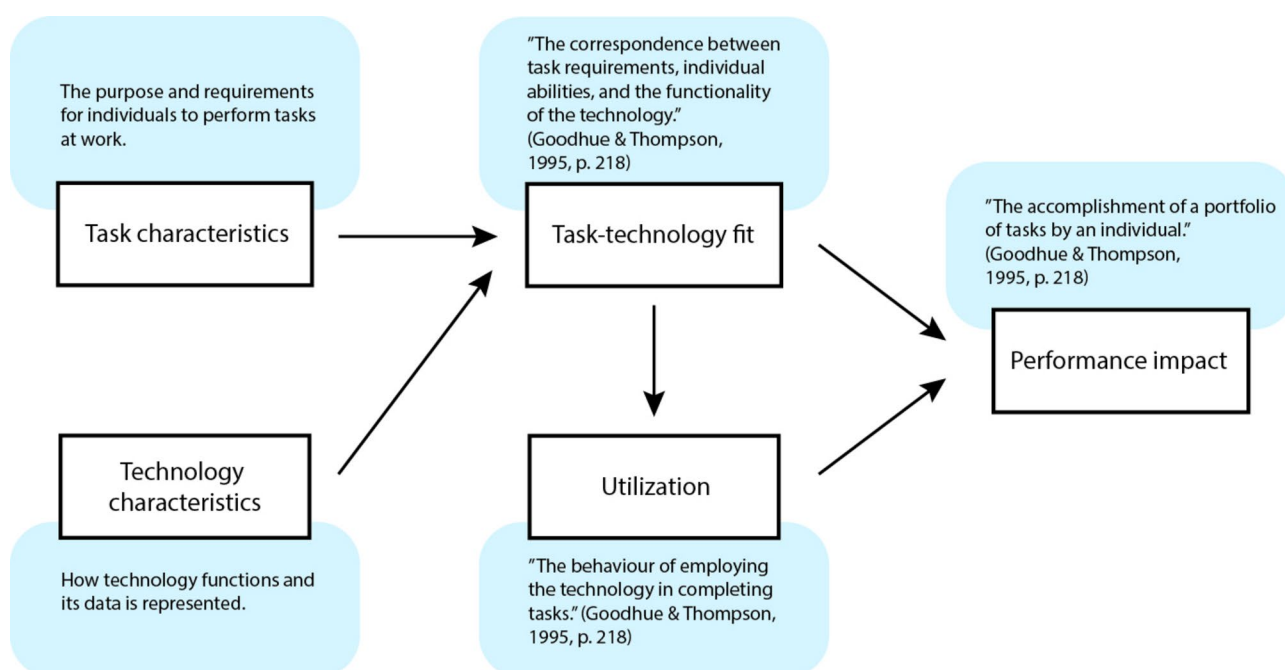 The purpose and requirements
for individuals to perform tasks
at work.
Task characteristics
”The correspondence between
task requirements, individual
abilities, and the functionality
of the technology.”
(Goodhue & Thompson,
1995, p. 218)
Task-technology fit
”The accomplishment of a portfolio
of tasks by an individual.”
(Goodhue & Thompson,
1995, p. 218)
Performance impact
Technology
characteristics
How technology functions and
its data is represented.
Utilization
”The behaviour of employing
the technology in completing
tasks.” (Goodhue & Thompson,
1995, p. 218)